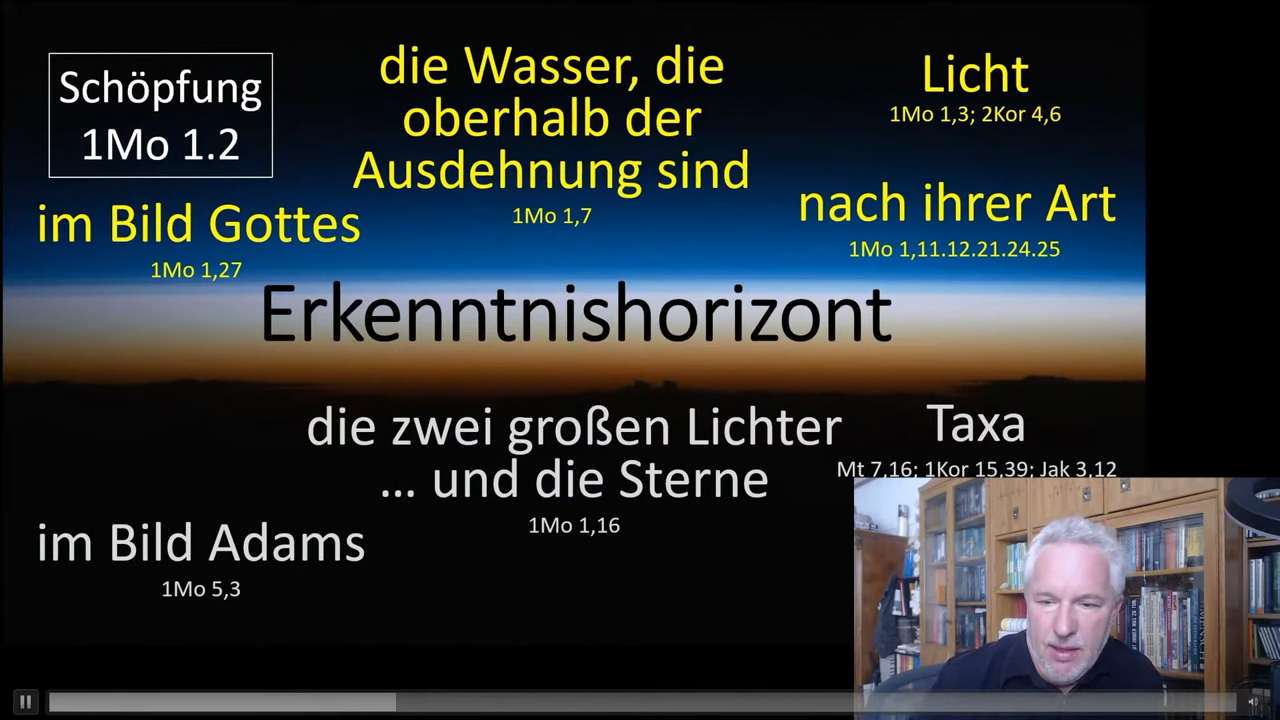 Schöpfung
1Mo 1.2
die Wasser, die
oberhalb der
Ausdehnung sind
1Mo 1,7
Licht
1Mo 1,3; 2Kor 4,6
im Bild Gottes
1Mo 1,27
nach ihrer Art
1Mo 1,11.12.21.24.25
Erkenntnishorizont
die zwei großen Lichter
... und die Sterne
1Mo 1,16
Taxa
Mt 7,16; 1Kor 15,39; Jak 3,12
im Bild Adams
1Mo 5,3